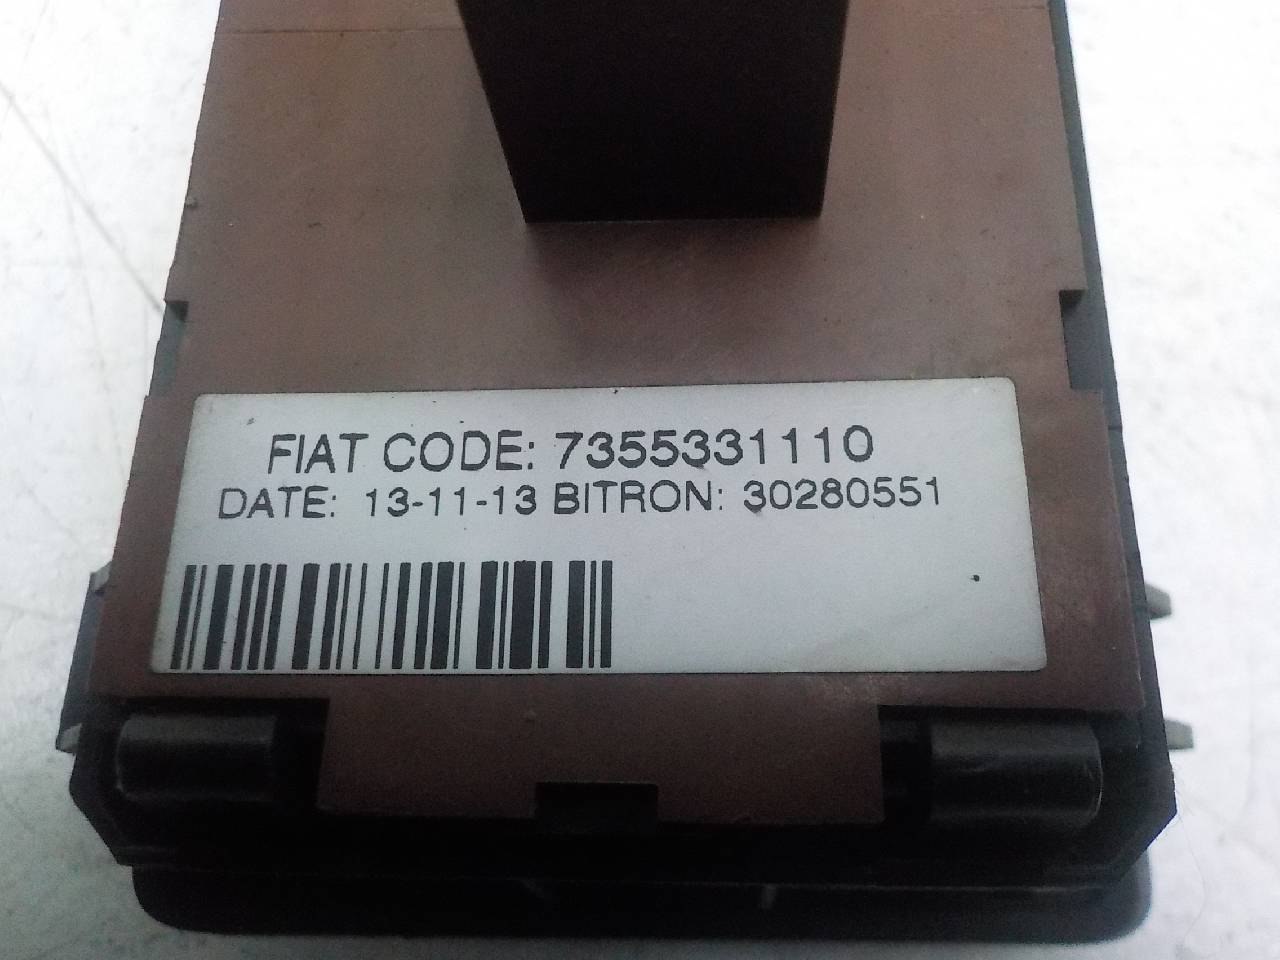 FIAT CODE: 7355331110
DATE: 13-11-13 BITRON: 30280551